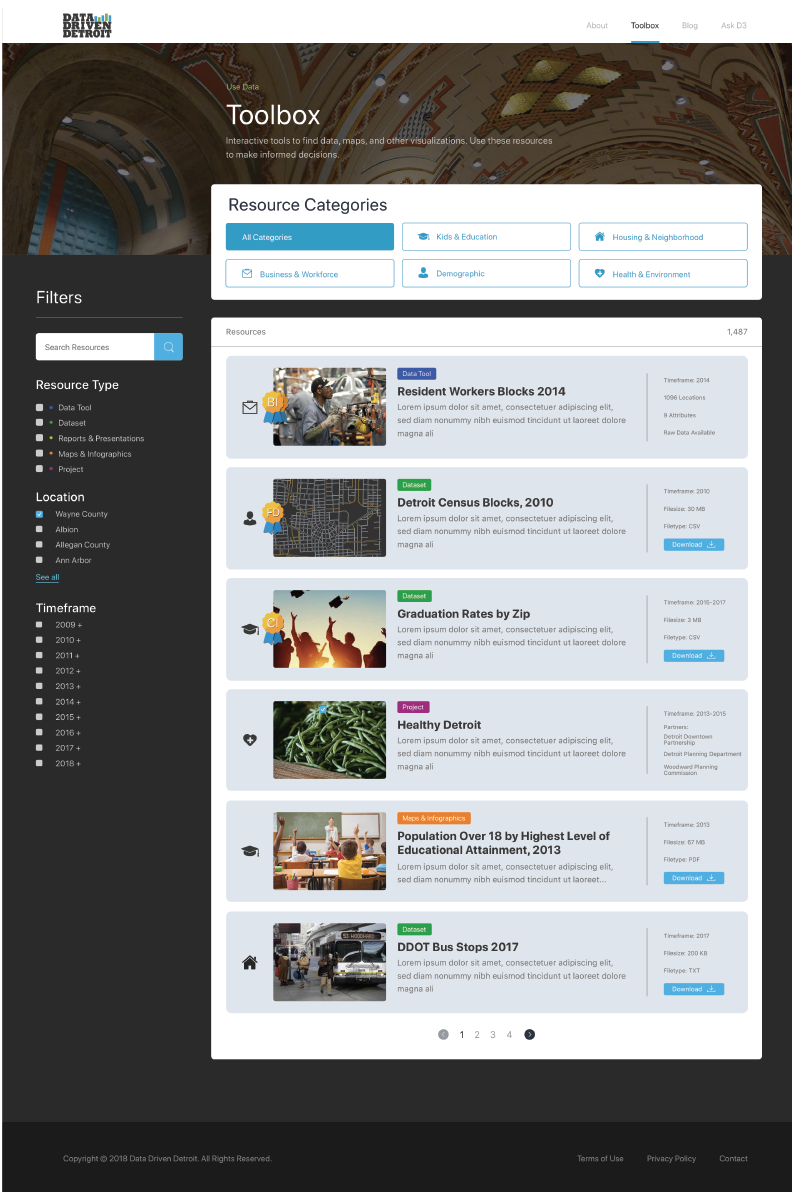 DATA
DRIVEN
DETROIT
About
Toolbox
Blog
Ask D3
Use Data
Toolbox
Interactive tools to find data, maps, and other visualizations. Use these resources
to make informed decisions.
Resource Categories
All Categories
Kids & Education
Housing & Neighborhood
Business & Workforce
Demographic
Health & Environment
Filters
Search Resources
Resource Type
Data Tool
Dataset
Reports & Presentations
Maps & Infographics
Project
Location
Wayne County
Albion
Allegan County
Ann Arbor
See all
Timeframe
2009 +
2010 +
2011 +
2012 +
2013 +
2014 +
2015 +
2016 +
2017 +
2018 +
Resources
1,487
BI
Data Tool
Resident Workers Blocks 2014
Lorem ipsum dolor sit amet, consectetuer adipiscing elit,
sed diam nonummy nibh euismod tincidunt ut laoreet dolore
magna ali
Timeframe: 2014
1096 Locations
9 Attributes
Raw Data Available
FD
Dataset
Detroit Census Blocks, 2010
Lorem ipsum dolor sit amet, consectetuer adipiscing elit,
sed diam nonummy nibh euismod tincidunt ut laoreet dolore
magna ali
Timeframe: 2010
Filesize: 30 MB
Filetype: CSV
Download
CI
Dataset
Graduation Rates by Zip
Lorem ipsum dolor sit amet, consectetuer adipiscing elit,
sed diam nonummy nibh euismod tincidunt ut laoreet dolore
magna ali
Timeframe: 2015-2017
Filesize: 3 MB
Filetype: CSV
Download
Project
Healthy Detroit
Lorem ipsum dolor sit amet, consectetuer adipiscing elit,
sed diam nonummy nibh euismod tincidunt ut laoreet dolore
magna ali
Timeframe: 2013-2015
Partners:
Detroit Downtown
Partnership
Detroit Planning Department
Woodward Planning
Commission
Maps & Infographics
Population Over 18 by Highest Level of
Educational Attainment, 2013
Lorem ipsum dolor sit amet, consectetuer adipiscing elit,
sed diam nonummy nibh euismod tincidunt ut laoreet...
Timeframe: 2013
Filesize: 67 MB
Filetype: PDF
Download
Dataset
DDOT Bus Stops 2017
Lorem ipsum dolor sit amet, consectetuer adipiscing elit,
sed diam nonummy nibh euismod tincidunt ut laoreet dolore
magna ali
Timeframe: 2017
Filesize: 200 KB
Filetype: TXT
Download
1 2 3 4
Copyright © 2018 Data Driven Detroit. All Rights Reserved.
Terms of Use
Privacy Policy
Contact